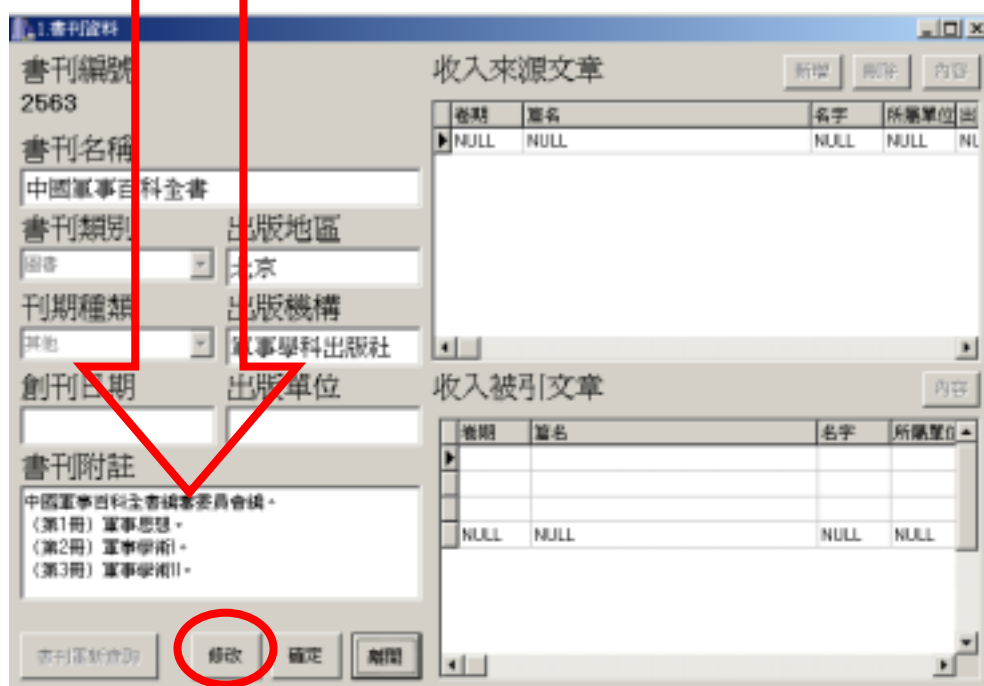 1.書刊資料
書刊編號
2563
書刊名稱
中國軍事百科全書
書刊類別 出版地區
圖書 北京
刊期種類 出版機構
其他 軍事學科出版社
創刊日期 出版單位
書刊附註
中國軍事百科全書編審委員會編。
（第1冊）軍事思想。
（第2冊）軍事學術I。
（第3冊）軍事學術II。
書刊重新查詢 修改 確定 離開
收入來源文章 新增 刪除 內容
卷期 篇名 名字 所屬單位 出
NULL NULL NULL NULL NU
收入被引文章 內容
卷期 篇名 名字 所屬單位
NULL NULL NULL NULL